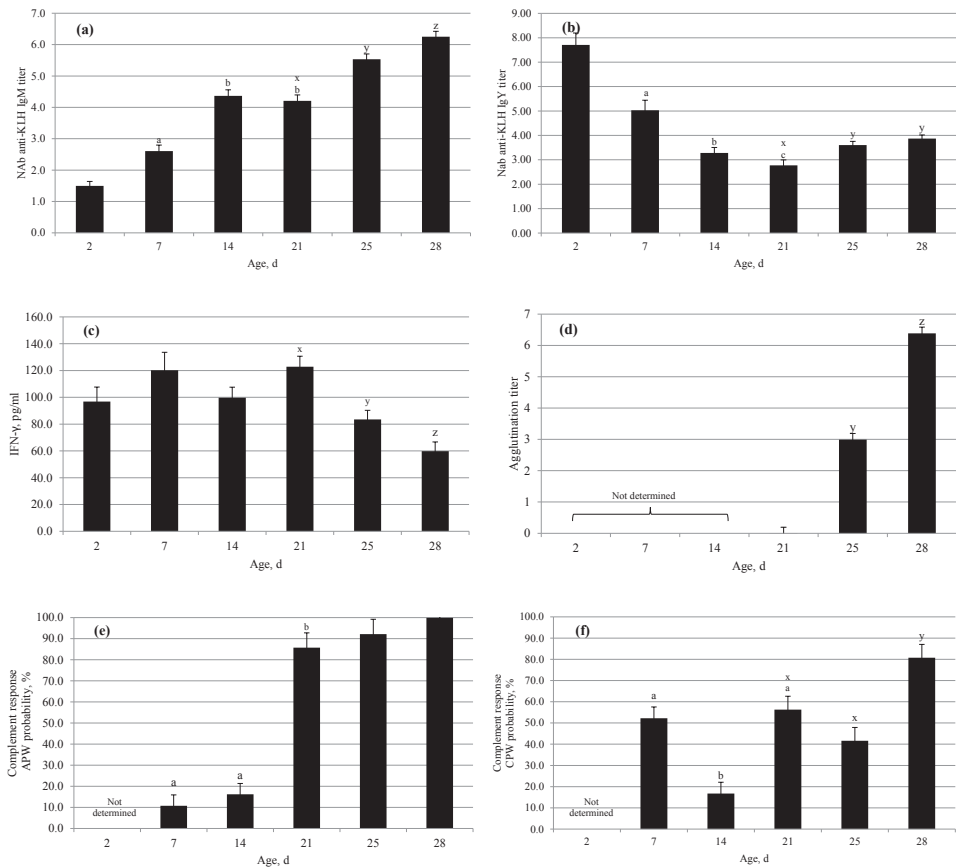 (a)
NAb anti-KLH IgM titer
7.0
6.0
5.0
4.0
3.0
2.0
1.0
0.0
a
b
x
b
y
z
2 7 14 21 25 28
Age, d
(b)
Nab anti-KLH IgY titer
9.00
8.00
7.00
6.00
5.00
4.00
3.00
2.00
1.00
0.00
a
b
x
c
y
y
2 7 14 21 25 28
Age, d
(c)
IFN-γ, pg/ml
160.0
140.0
120.0
100.0
80.0
60.0
40.0
20.0
0.0
x
y
z
2 7 14 21 25 28
Age, d
(d)
Agglutination titer
7
6
5
4
3
2
1
0
Not determined
y
z
2 7 14 21 25 28
Age, d
(e)
Complement response
APW probability, %
100.0
90.0
80.0
70.0
60.0
50.0
40.0
30.0
20.0
10.0
0.0
Not
determined
a
a
b
2 7 14 21 25 28
Age, d
(f)
Complement response
CPW probability, %
100.0
90.0
80.0
70.0
60.0
50.0
40.0
30.0
20.0
10.0
0.0
Not
determined
a
b
x
a
x
y
2 7 14 21 25 28
Age, d